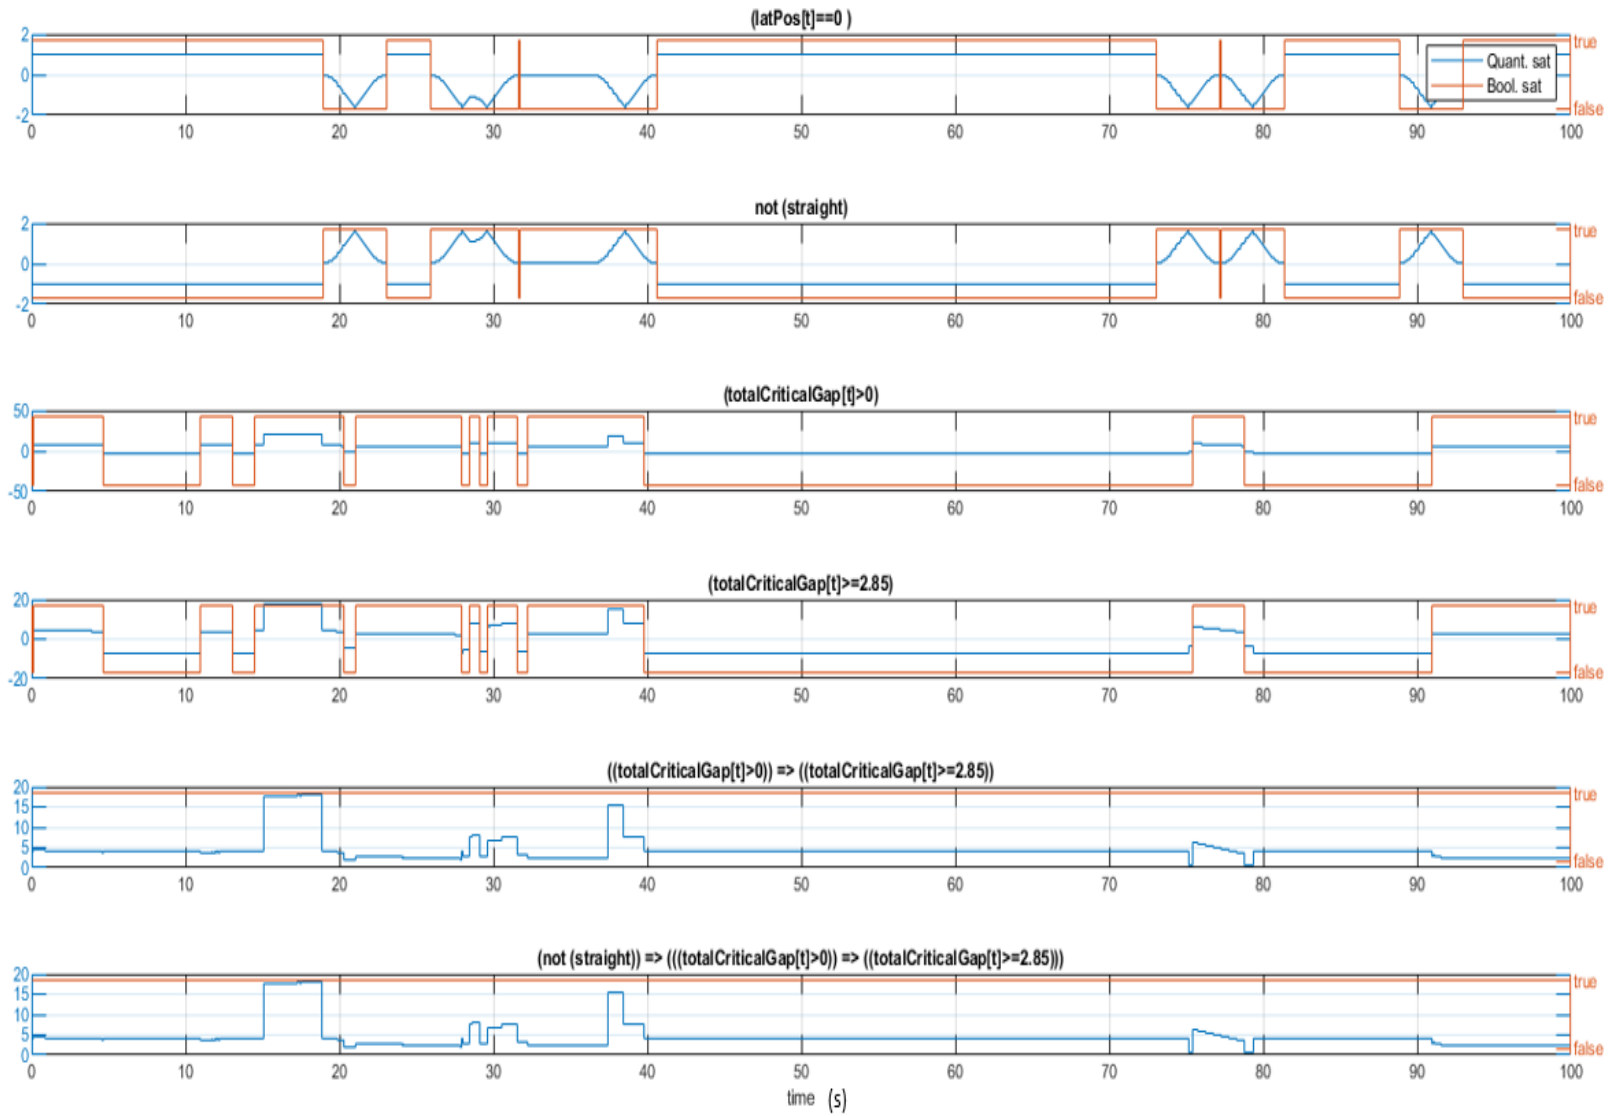 (latPos[t]==0 )
2
0
-2
true
false
Quant. sat
Bool. sat
0 10 20 30 40 50 60 70 80 90 100
not (straight)
2
0
-2
true
false
0 10 20 30 40 50 60 70 80 90 100
(totalCriticalGap[t]>0)
50
0
-50
true
false
0 10 20 30 40 50 60 70 80 90 100
(totalCriticalGap[t]>=2.85)
20
0
-20
true
false
0 10 20 30 40 50 60 70 80 90 100
((totalCriticalGap[t]>0)) => ((totalCriticalGap[t]>=2.85))
20
15
10
5
0
true
false
0 10 20 30 40 50 60 70 80 90 100
(not (straight)) => (((totalCriticalGap[t]>0)) => ((totalCriticalGap[t]>=2.85)))
20
15
10
5
0
true
false
0 10 20 30 40 50 60 70 80 90 100
time (s)